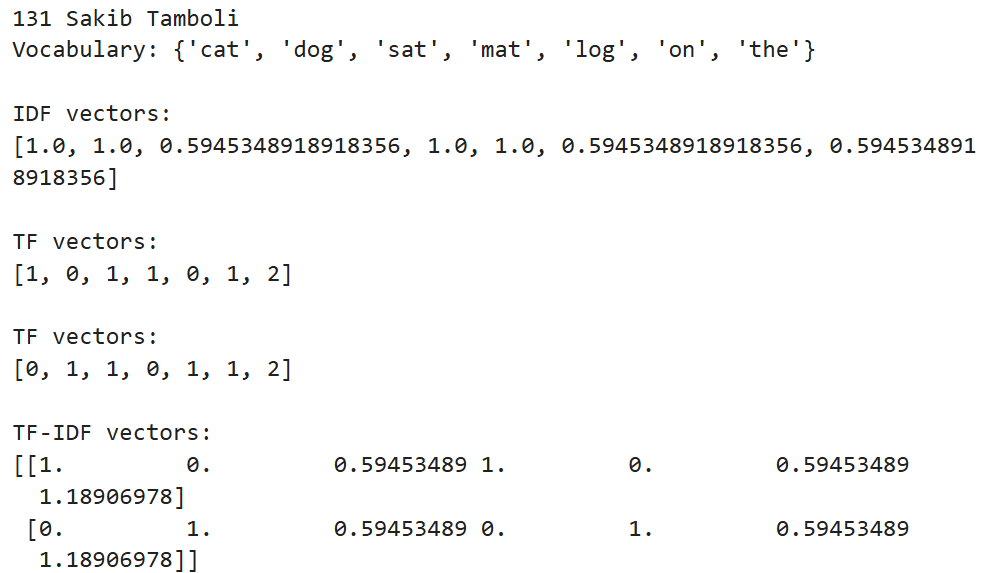 131 Sakib Tamboli
Vocabulary: {'cat', 'dog', 'sat', 'mat', 'log', 'on', 'the'}
IDF vectors:
[1.0, 1.0, 0.5945348918918356, 1.0, 1.0, 0.5945348918918356, 0.594534891
8918356]
TF vectors:
[1, 0, 1, 1, 0, 1, 2]
TF vectors:
[0, 1, 1, 0, 1, 1, 2]
TF-IDF vectors:
[[1.         0.         0.59453489 1.         0.         0.59453489
  1.18906978]
 [0.         1.         0.59453489 0.         1.         0.59453489
  1.18906978]]